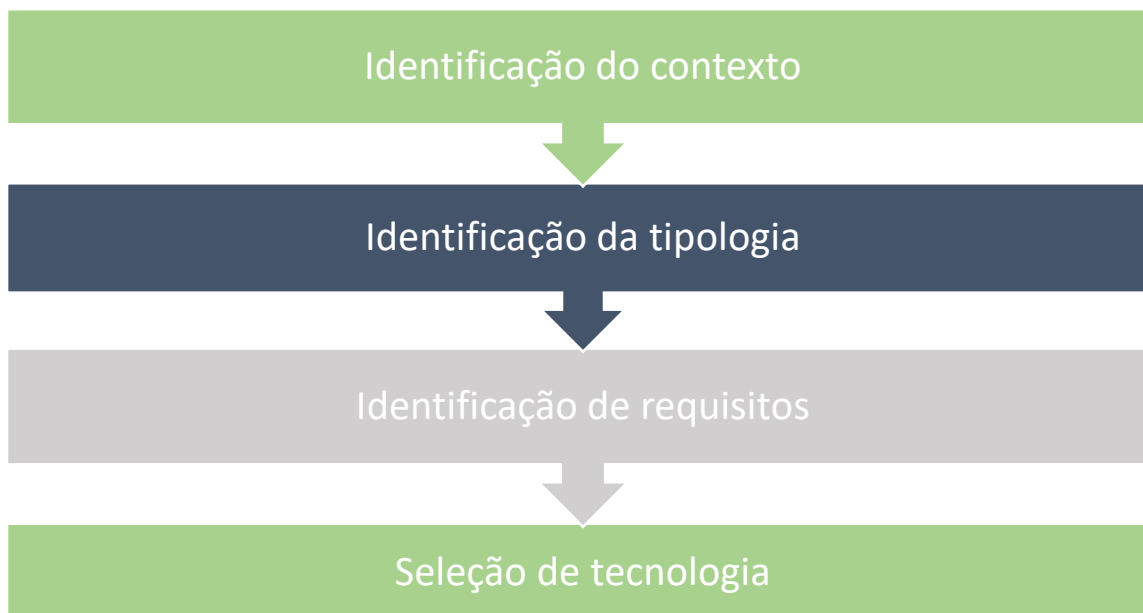 Identificação do contexto
Identificação da tipologia
Identificação de requisitos
Seleção de tecnologia